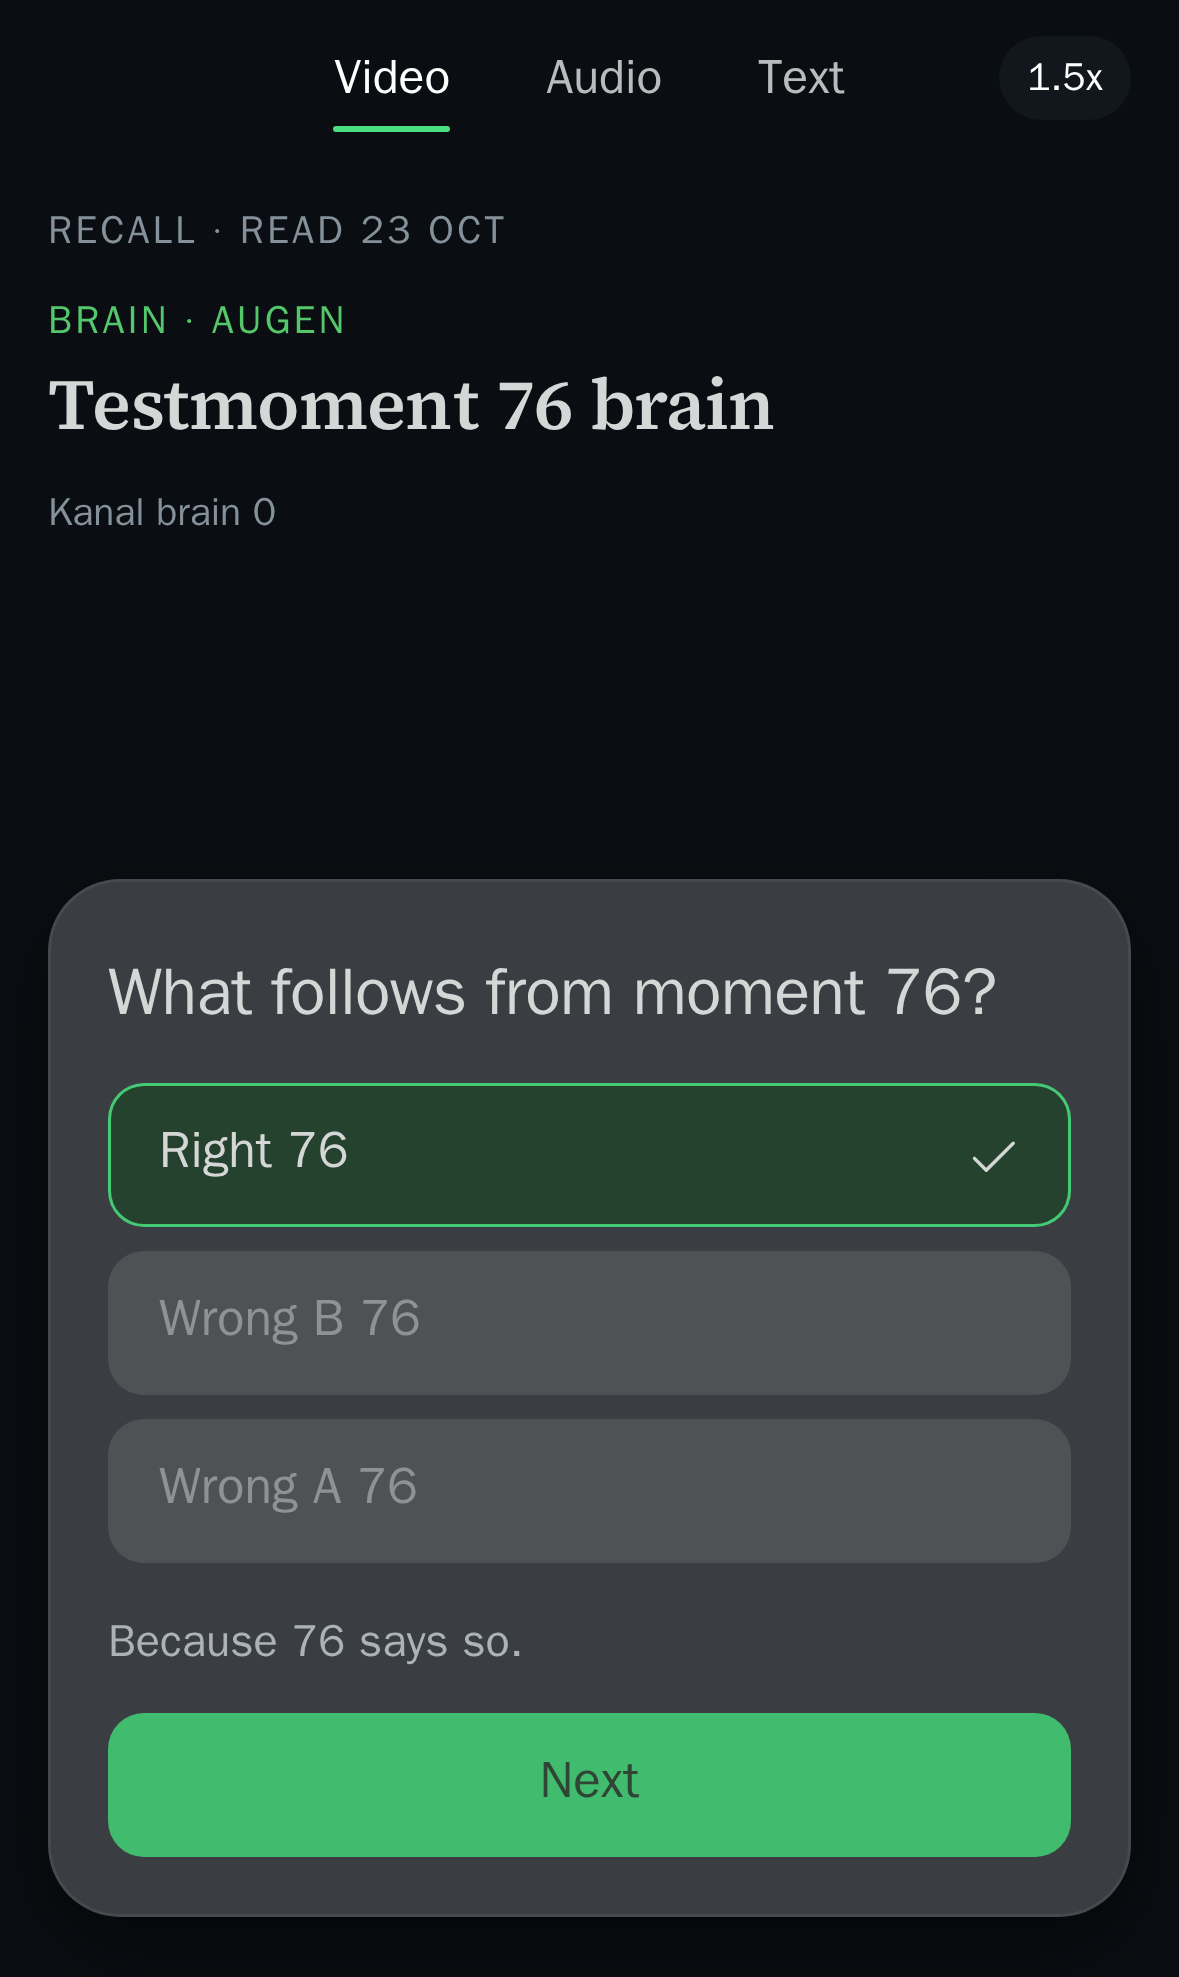 Video Audio Text 1.5x
RECALL · READ 23 OCT
BRAIN · AUGEN
Testmoment 76 brain
Kanal brain 0
What follows from moment 76?
Right 76
Wrong B 76
Wrong A 76
Because 76 says so.
Next